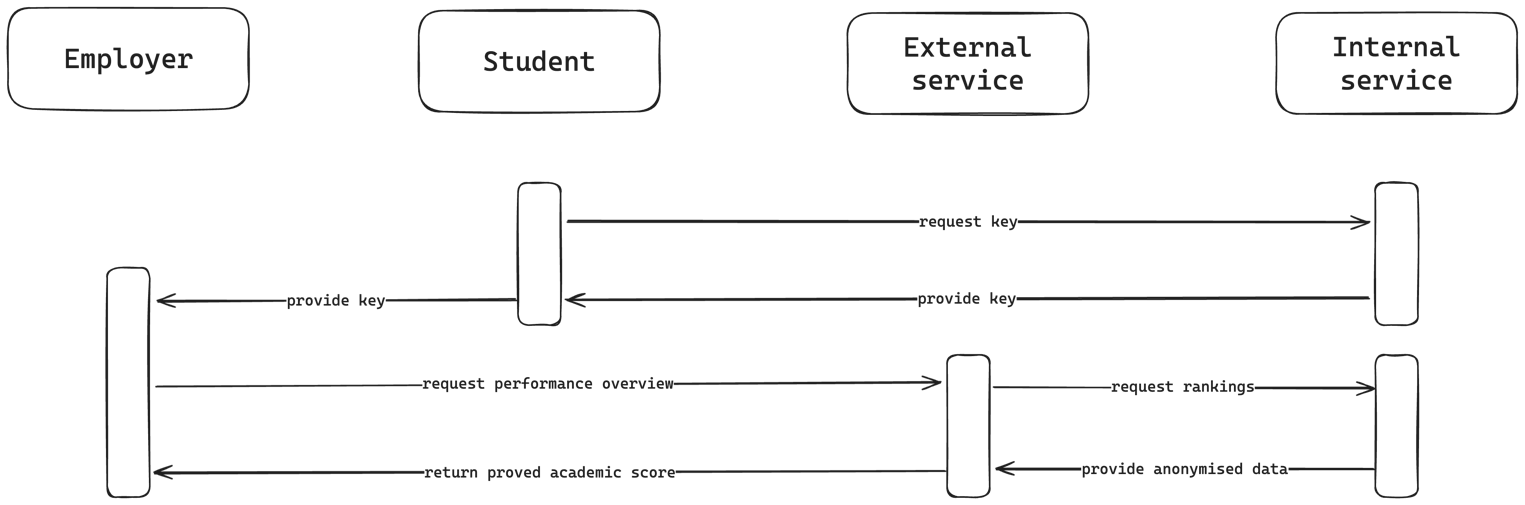 Employer
Student
External
service
Internal
service
request key
provide key
provide key
request performance overview
request rankings
return proved academic score
provide anonymised data